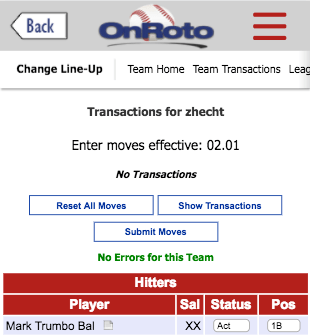 Back
OnRoto
Change Line-Up Team Home Team Transactions Leag
Transactions for zhecht
Enter moves effective: 02.01
No Transactions
Reset All Moves Show Transactions
Submit Moves
No Errors for this Team
Hitters
Player Sal Status Pos
Mark Trumbo Bal XX Act 1B